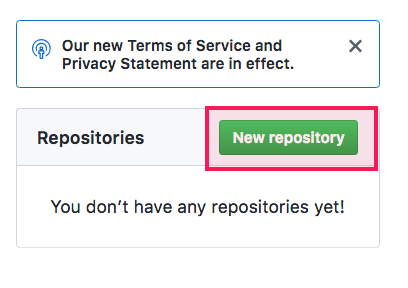 Our new Terms of Service and
Privacy Statement are in effect.
Repositories
New repository
You don’t have any repositories yet!